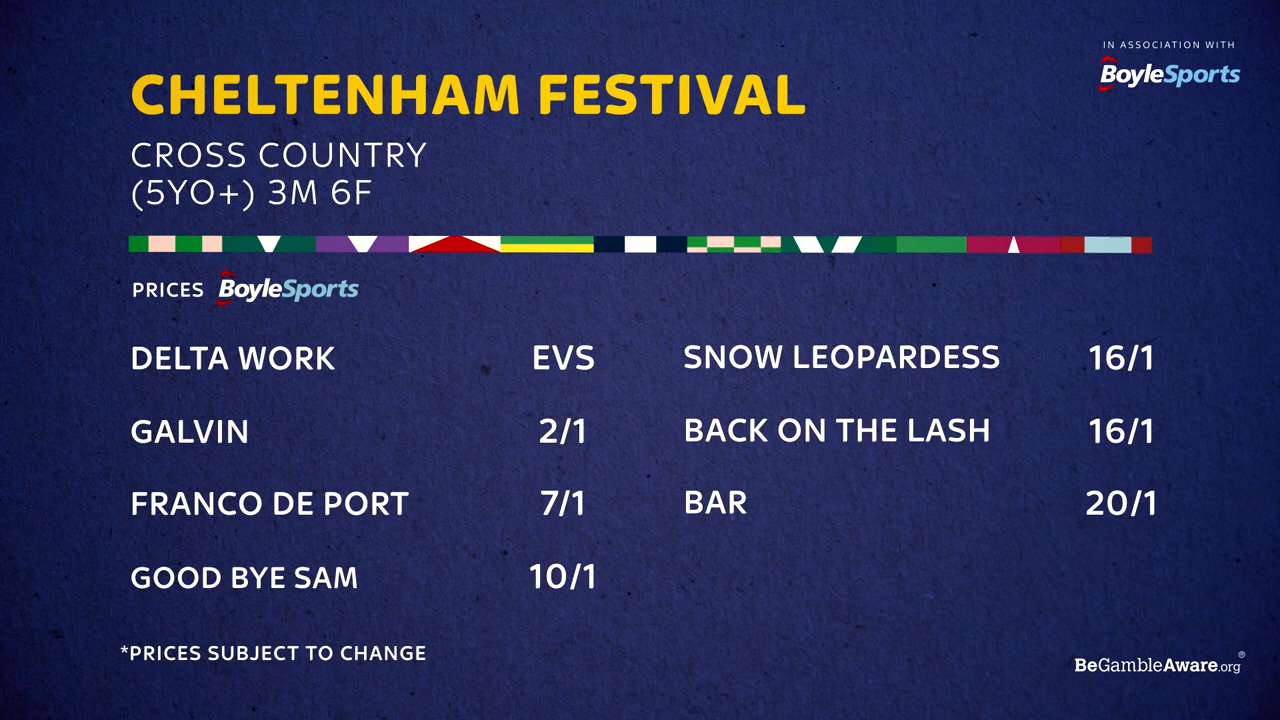 IN ASSOCIATION WITH
BoyleSports
CHELTENHAM FESTIVAL
CROSS COUNTRY
(5YO+) 3M 6F
PRICES BoyleSports
DELTA WORK EVS
GALVIN 2/1
FRANCO DE PORT 7/1
GOOD BYE SAM 10/1
SNOW LEOPARDESS 16/1
BACK ON THE LASH 16/1
BAR 20/1
*PRICES SUBJECT TO CHANGE
BeGambleAware.org®